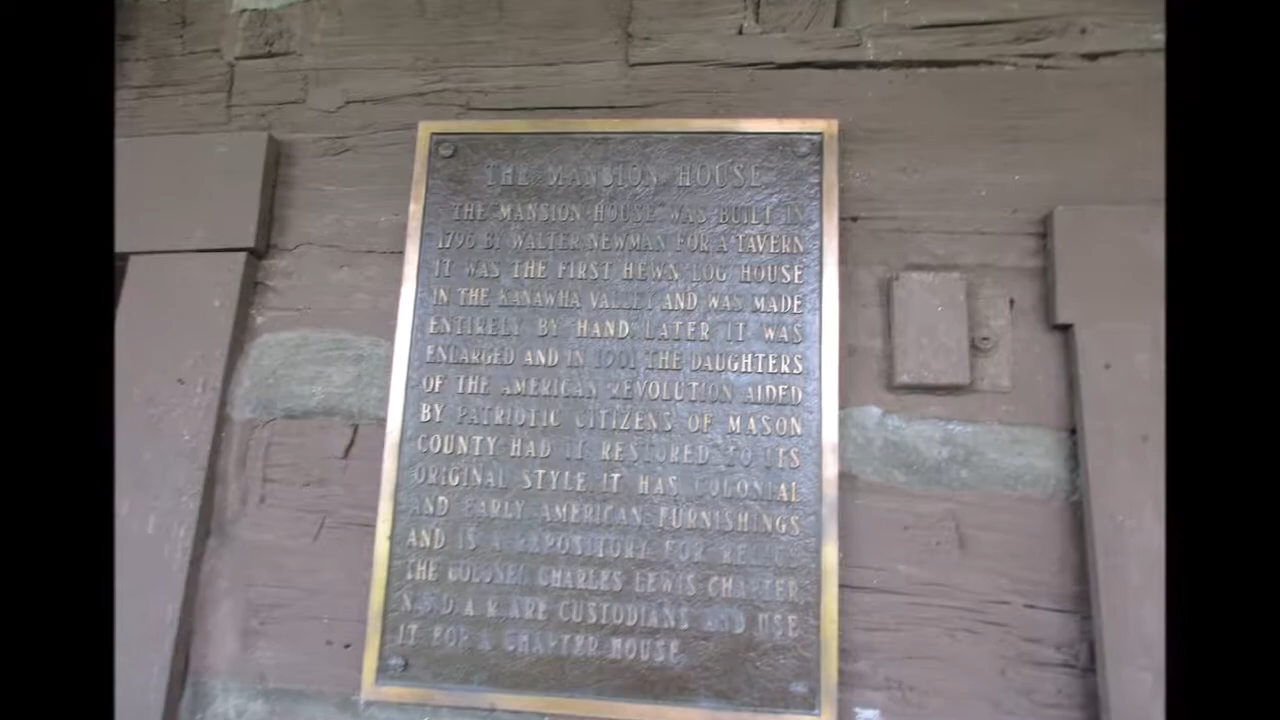 THE MANSION HOUSE
THE MANSION HOUSE WAS BUILT IN
1796 BY WALTER NEWMAN FOR A TAVERN
IT WAS THE FIRST HEWN LOG HOUSE
IN THE KANAWHA VALLEY AND WAS MADE
ENTIRELY BY HAND. LATER IT WAS
ENLARGED AND IN 1901 THE DAUGHTERS
OF THE AMERICAN REVOLUTION AIDED
BY PATRIOTIC CITIZENS OF MASON
COUNTY HAD IT RESTORED TO ITS
ORIGINAL STYLE. IT HAS COLONIAL
AND EARLY AMERICAN FURNISHINGS
AND IS A REPOSITORY FOR RELICS
THE COLONEL CHARLES LEWIS CHAPTER
N.S.D.A.R. ARE CUSTODIANS AND USE
IT FOR A CHAPTER HOUSE